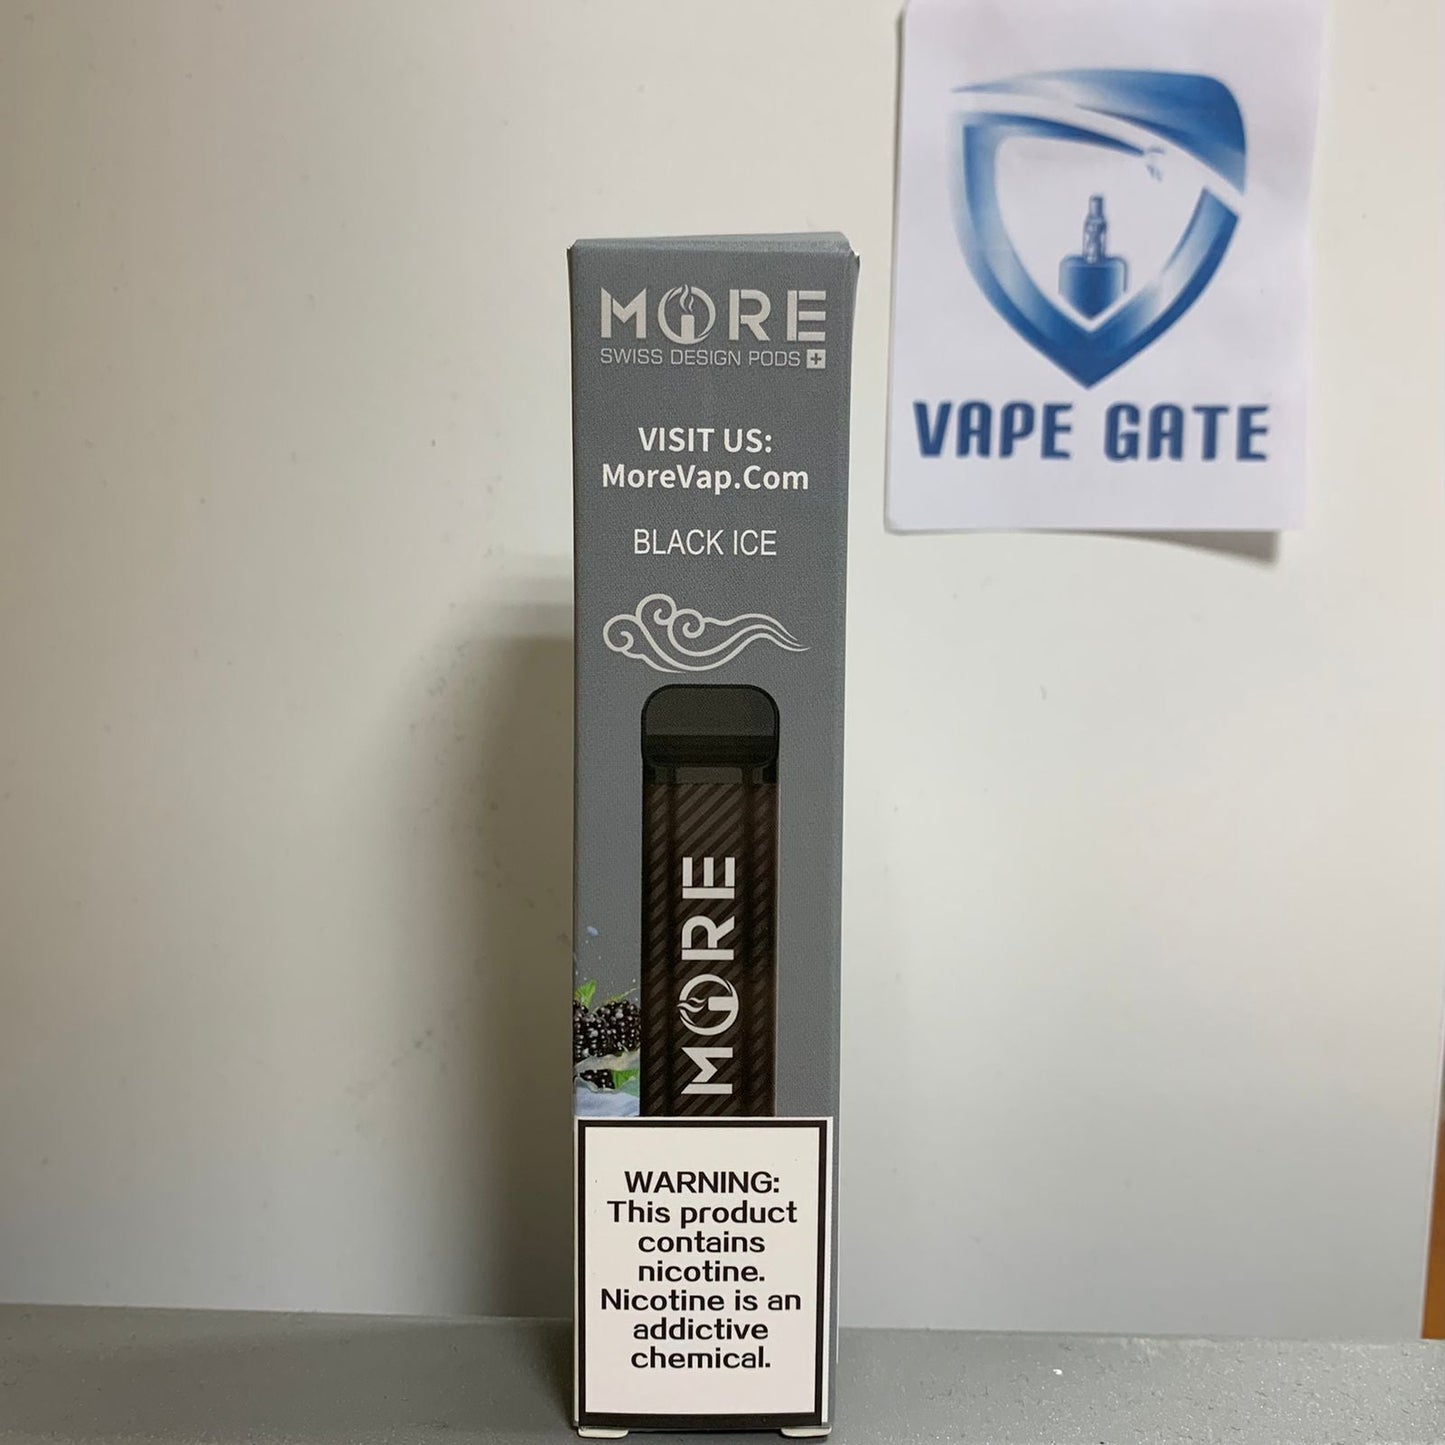 MORE
SWISS DESIGN PODS
VISIT US:
MoreVap.Com
BLACK ICE
MORE
WARNING:
This product
contains
nicotine.
Nicotine is an
addictive
chemical.
VAPE GATE